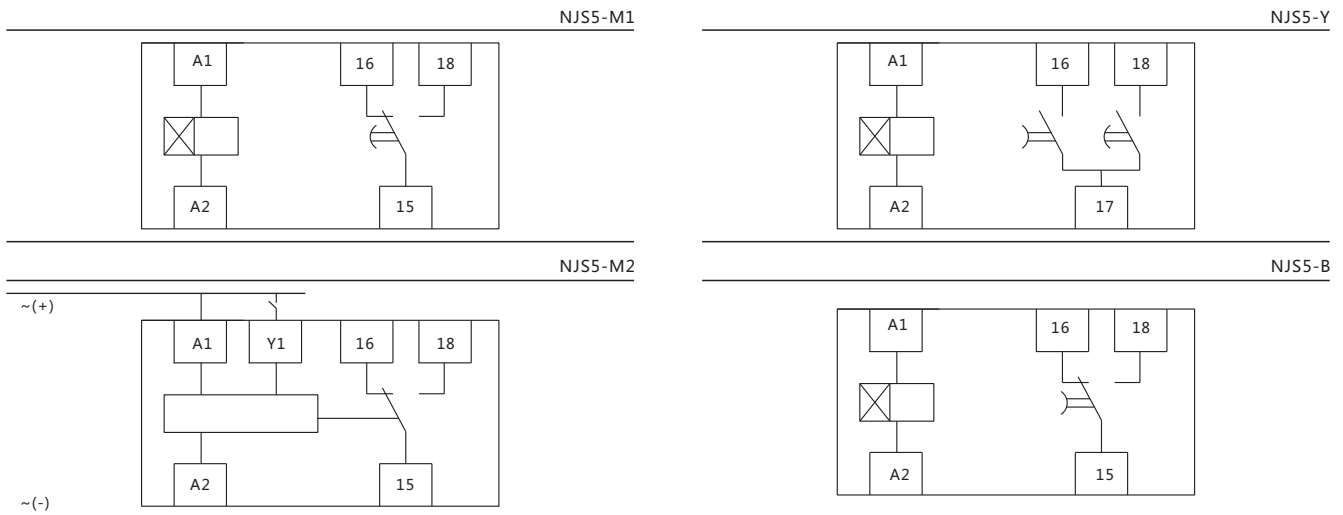 NJS5-M1
A1 16 18
A2 15
NJS5-Y
A1 16 18
A2 17
NJS5-M2
~(+)
A1 Y1 16 18
A2 15
~(-)
NJS5-B
A1 16 18
A2 15